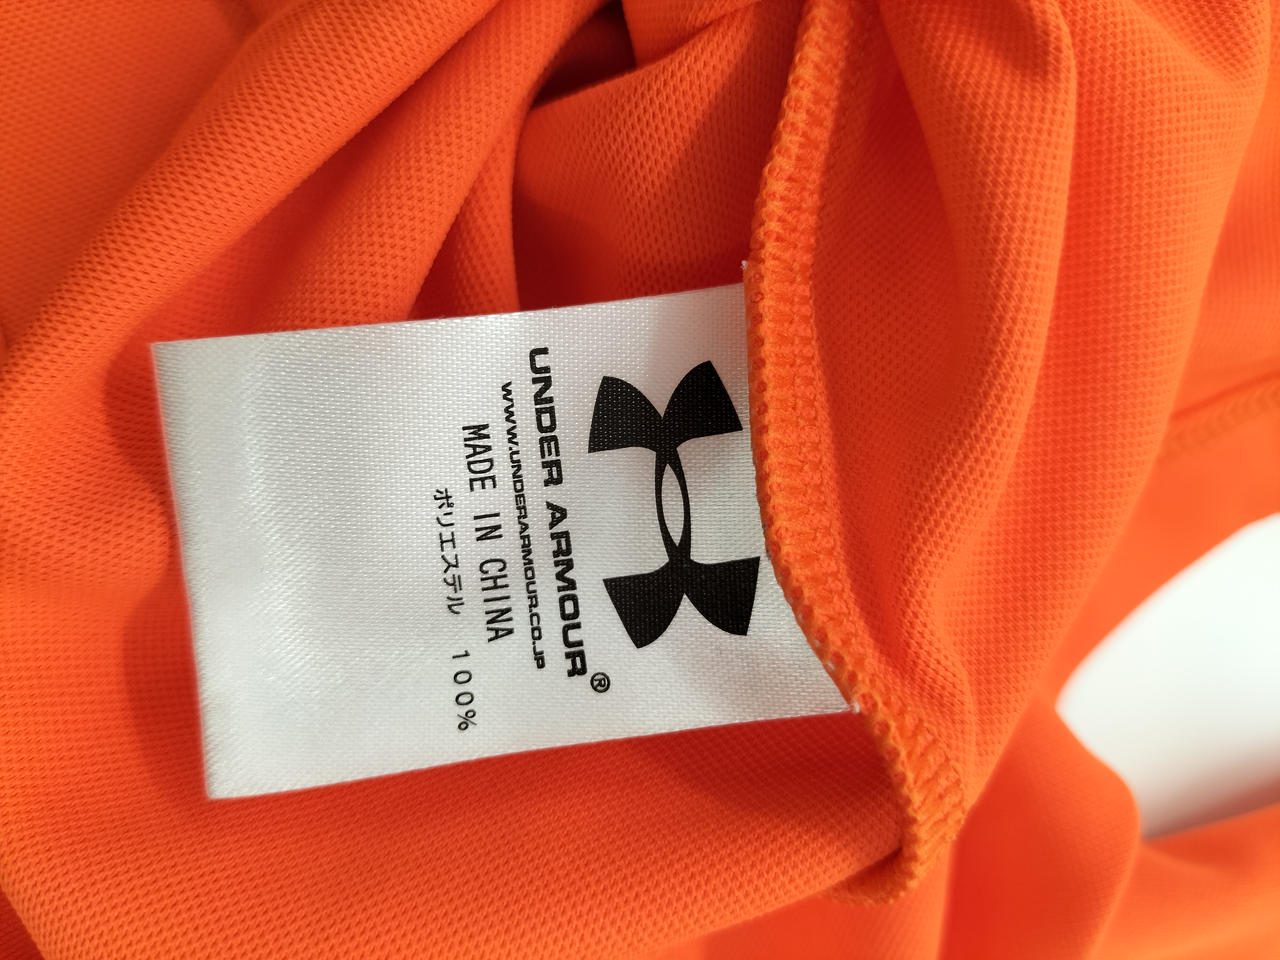 UNDER ARMOUR®
WWW.UNDERARMOUR.CO.JP
MADE IN CHINA
ポリエステル 100%